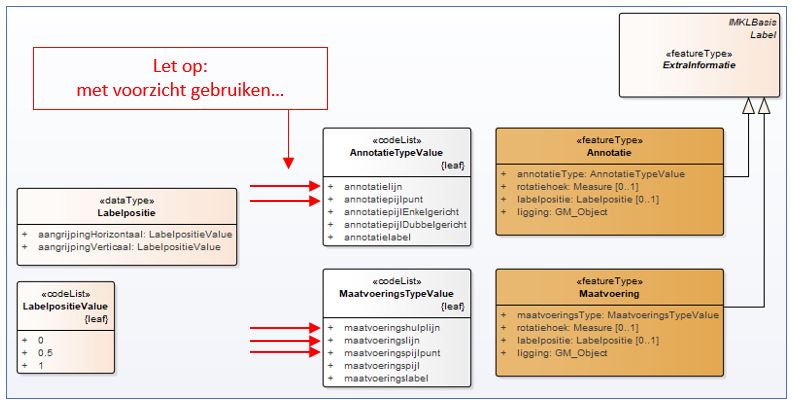 Let op:
met voorzicht gebruiken...
IMKLBasis
Label
«featureType»
ExtraInformatie
«codeList»
AnnotatieTypeValue
{leaf}
+ annotatielijn
+ annotatiepijlpunt
+ annotatiepijlEnkelgericht
+ annotatiepijlDubbelgericht
+ annotatielabel
«featureType»
Annotatie
+ annotatieType: AnnotatieTypeValue
+ rotatiehoek: Measure [0..1]
+ labelpositie: Labelpositie [0..1]
+ ligging: GM_Object
«dataType»
Labelpositie
+ aangrijpingHorizontaal: LabelpositieValue
+ aangrijpingVerticaal: LabelpositieValue
«codeList»
LabelpositieValue
{leaf}
+ 0
+ 0.5
+ 1
«codeList»
MaatvoeringsTypeValue
{leaf}
+ maatvoeringshulplijn
+ maatvoeringslijn
+ maatvoeringspijlpunt
+ maatvoeringspijl
+ maatvoeringslabel
«featureType»
Maatvoering
+ maatvoeringsType: MaatvoeringsTypeValue
+ rotatiehoek: Measure [0..1]
+ labelpositie: Labelpositie [0..1]
+ ligging: GM_Object